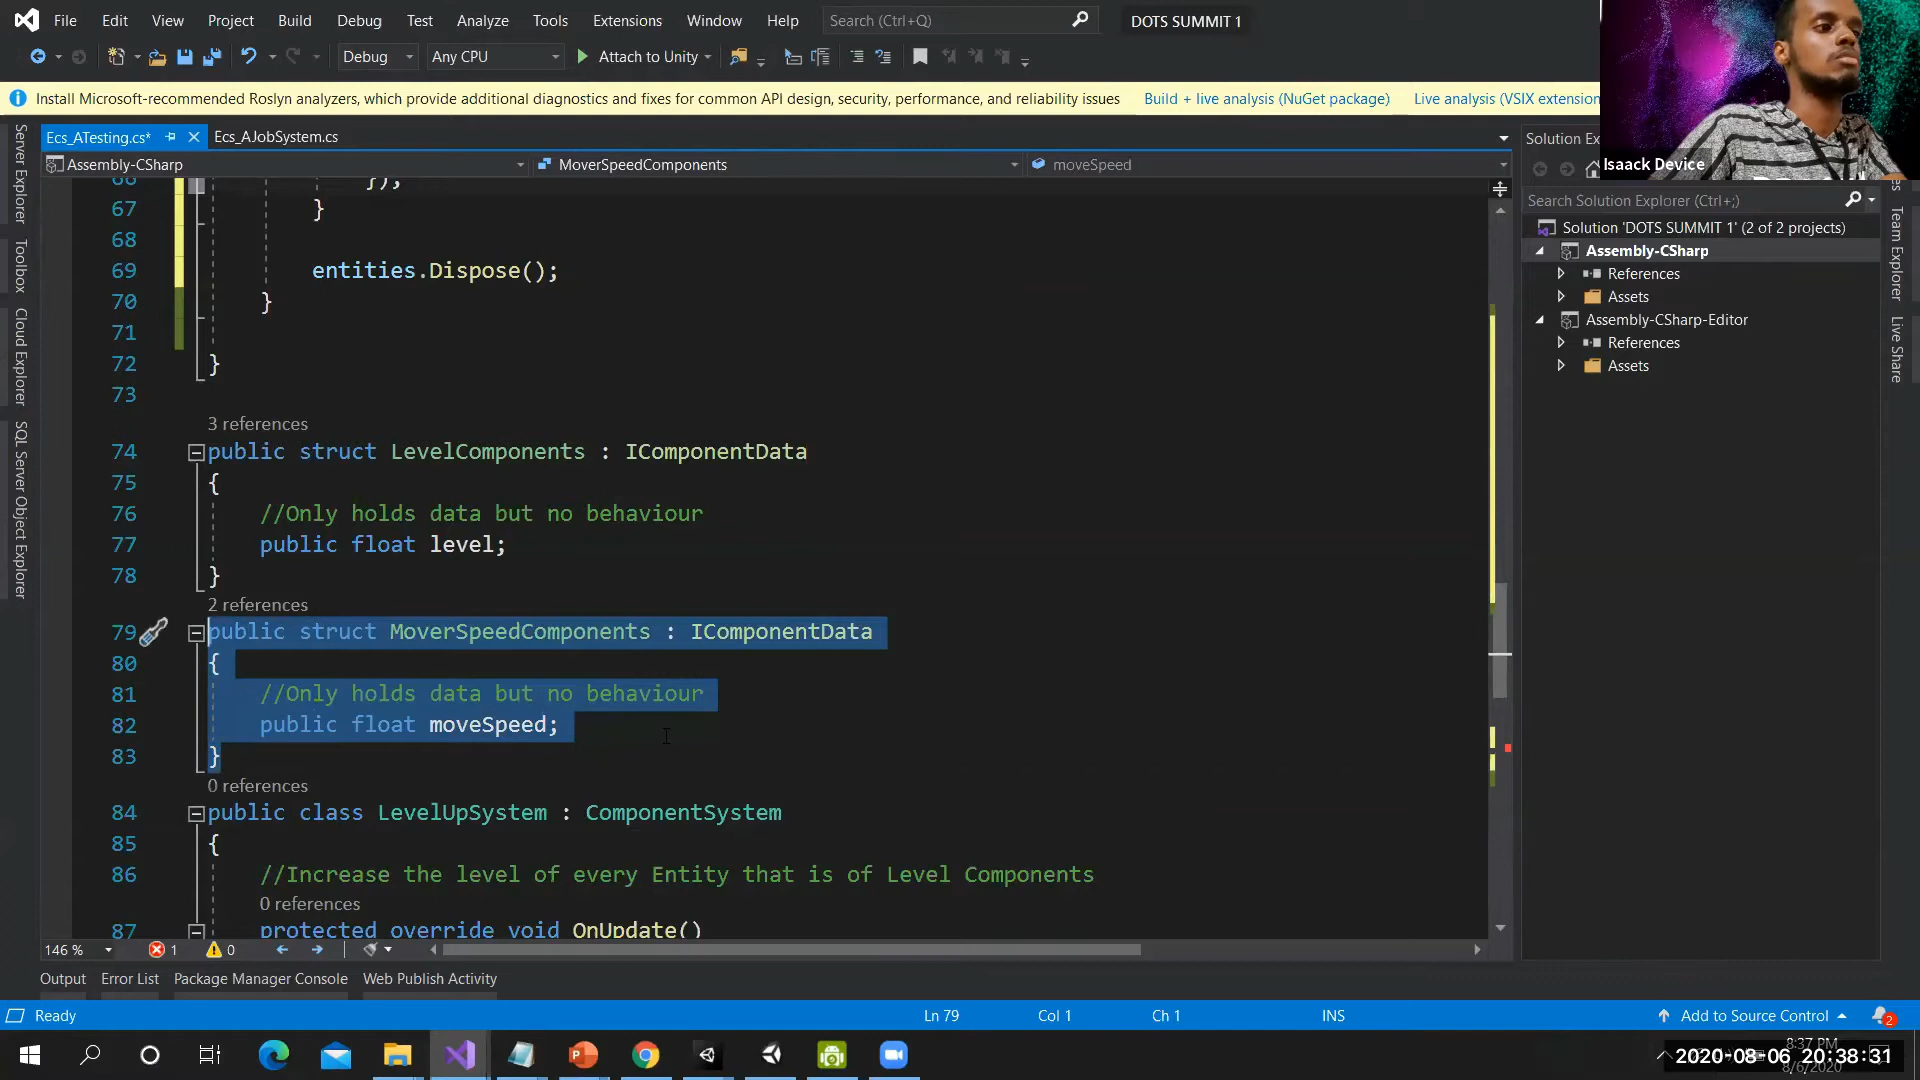 File Edit View Project Build Debug Test Analyze Tools Extensions Window Help Search (Ctrl+Q) DOTS SUMMIT 1
Debug Any CPU Attach to Unity
Install Microsoft-recommended Roslyn analyzers, which provide additional diagnostics and fixes for common API design, security, performance, and reliability issues Build + live analysis (NuGet package) Live analysis (VSIX extension
Ecs_ATesting.cs* Ecs_AJobSystem.cs
Assembly-CSharp MoverSpeedComponents moveSpeed
66 });
67 }
68
69 entities.Dispose();
70 }
71
72 }
73
3 references
74 public struct LevelComponents : IComponentData
75 {
76 //Only holds data but no behaviour
77 public float level;
78 }
2 references
79 public struct MoverSpeedComponents : IComponentData
80 {
81 //Only holds data but no behaviour
82 public float moveSpeed;
83 }
0 references
84 public class LevelUpSystem : ComponentSystem
85 {
86 //Increase the level of every Entity that is of Level Components
0 references
87 protected override void OnUpdate()
146 % 1 0
Output Error List Package Manager Console Web Publish Activity
Ready Ln 79 Col 1 Ch 1 INS Add to Source Control 2
Server Explorer
Toolbox
Cloud Explorer
SQL Server Object Explorer
Isaack Device
Solution Ex
Search Solution Explorer (Ctrl+;)
Solution 'DOTS SUMMIT 1' (2 of 2 projects)
Assembly-CSharp
References
Assets
Assembly-CSharp-Editor
References
Assets
Team Explorer
Live Share
8:37 PM
2020-08-06 20:38:31
8/6/2020